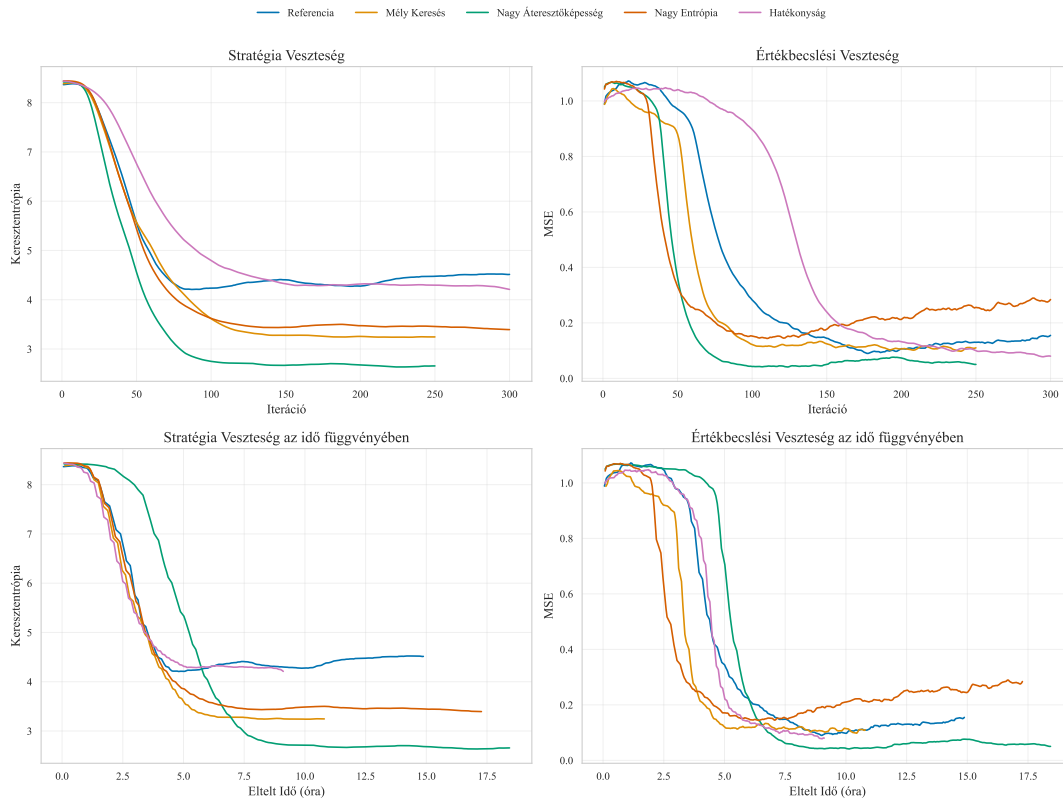 Referencia Mély Keresés Nagy Áteresztőképesség Nagy Entrópia Hatékonyság
Stratégia Veszteség
Keresztentrópia
8
7
6
5
4
3
0 50 100 150 200 250 300
Iteráció
Értékbecslési Veszteség
MSE
1.0
0.8
0.6
0.4
0.2
0.0
0 50 100 150 200 250 300
Iteráció
Stratégia Veszteség az idő függvényében
Keresztentrópia
8
7
6
5
4
3
0.0 2.5 5.0 7.5 10.0 12.5 15.0 17.5
Eltelt Idő (óra)
Értékbecslési Veszteség az idő függvényében
MSE
1.0
0.8
0.6
0.4
0.2
0.0
0.0 2.5 5.0 7.5 10.0 12.5 15.0 17.5
Eltelt Idő (óra)